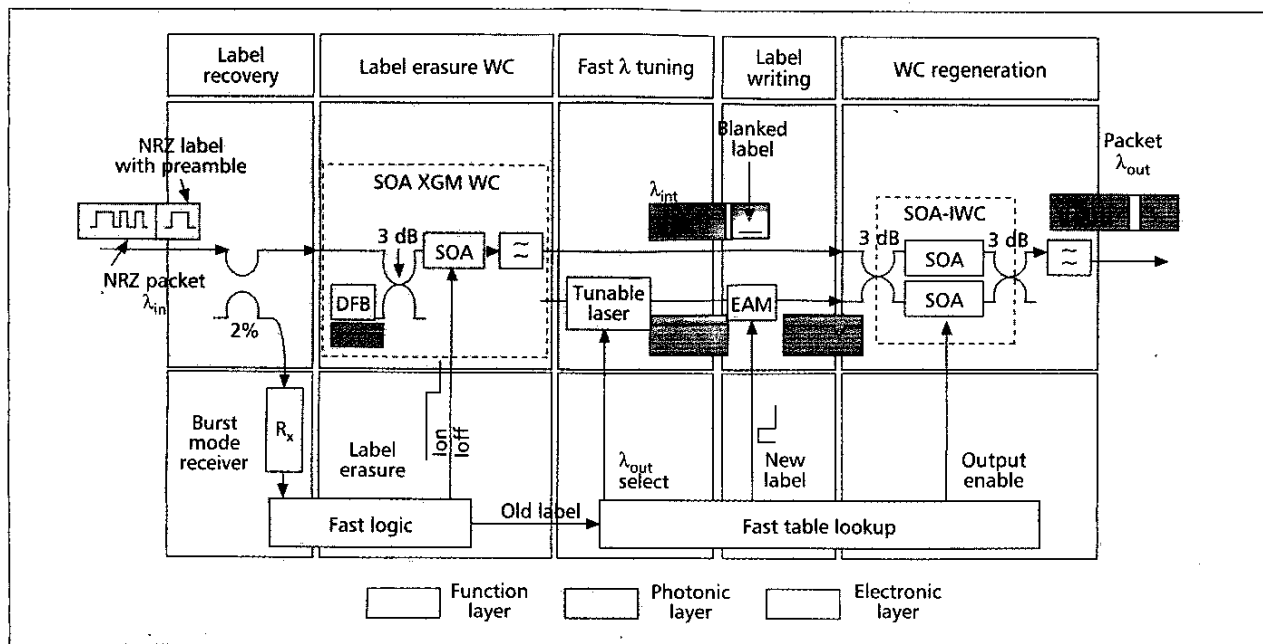 Label
recovery
Label erasure WC
Fast λ tuning
Label
writing
WC regeneration
NRZ label
with preamble
Blanked
label
Packet
λout
SOA XGM WC
λint
SOA-IWC
3 dB
SOA
≈
3 dB
SOA
3 dB
≈
NRZ packet
λin
DFB
Tunable
laser
EAM
SOA
2%
Burst
mode
receiver
Rx
Label
erasure
Ion
Ioff
λout
select
New
label
Output
enable
Fast logic
Old label
Fast table lookup
Function
layer
Photonic
layer
Electronic
layer